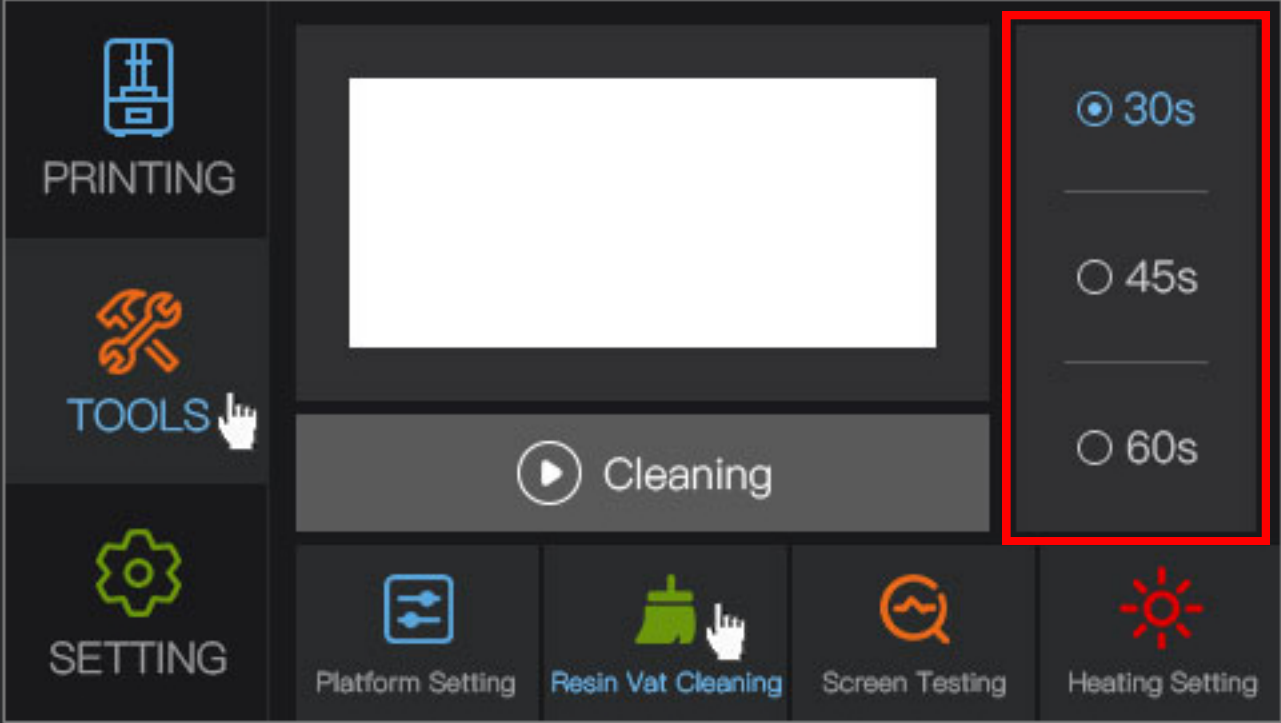 PRINTING
TOOLS
SETTING
30s
45s
60s
Cleaning
Platform Setting
Resin Vat Cleaning
Screen Testing
Heating Setting